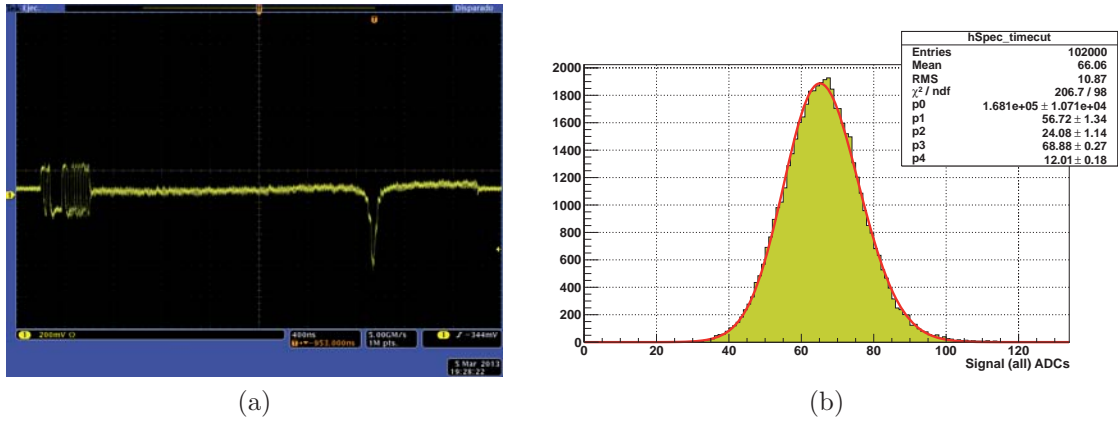 Ejec.
Disparado
T
1
1 200mV Ω
400ns
5.00GM/s
1M pts.
1
-344mV
-953.000ns
5 Mar 2013
19:28:22
(a)
hSpec_timecut
Entries 102000
Mean 66.06
RMS 10.87
χ² / ndf 206.7 / 98
p0 1.681e+05 ± 1.071e+04
p1 56.72 ± 1.34
p2 24.08 ± 1.14
p3 68.88 ± 0.27
p4 12.01 ± 0.18
2000
1800
1600
1400
1200
1000
800
600
400
200
0
0 20 40 60 80 100 120
Signal (all) ADCs
(b)